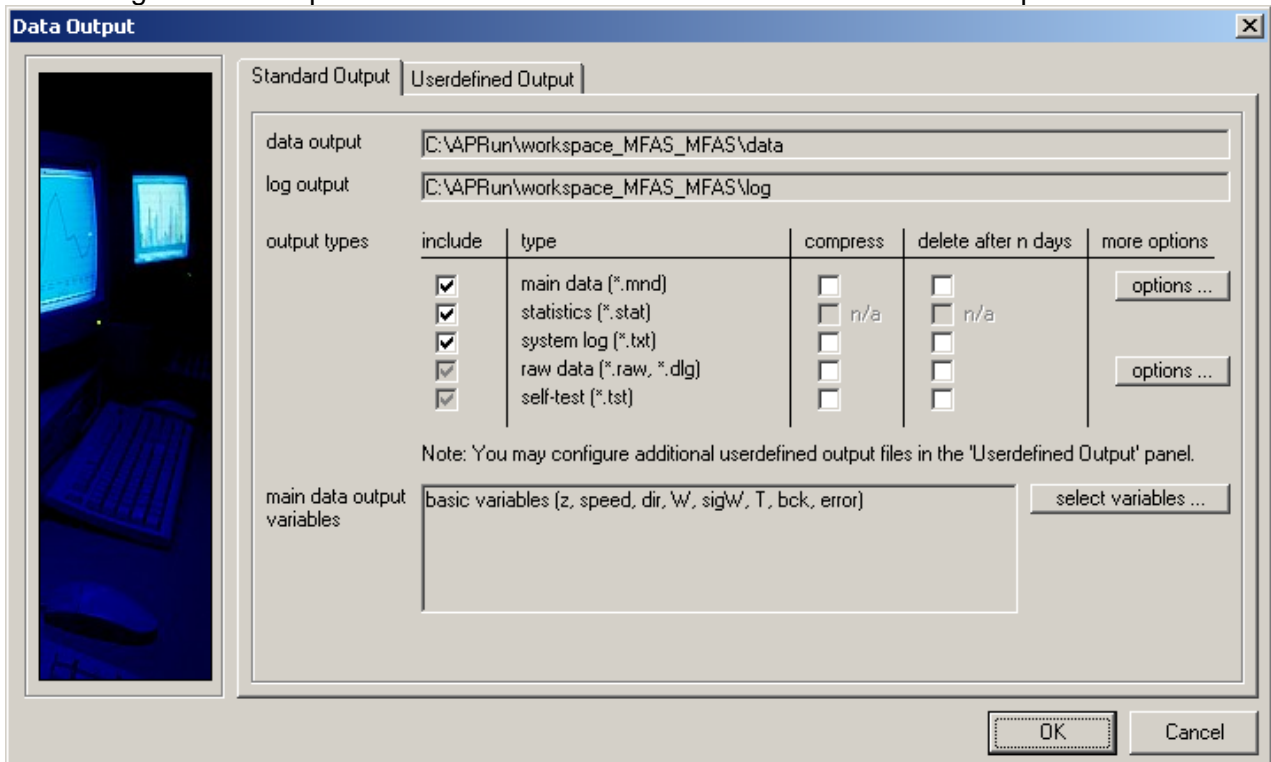 Data Output
Standard Output Userdefined Output
data output C:\APRun\workspace_MFAS_MFAS\data
log output C:\APRun\workspace_MFAS_MFAS\log
output types include type compress delete after n days more options
main data (*.mnd) options ...
statistics (*.stat) n/a n/a
system log (*.txt)
raw data (*.raw, *.dlg) options ...
self-test (*.tst)
Note: You may configure additional userdefined output files in the 'Userdefined Output' panel.
main data output basic variables (z, speed, dir, W, sigW, T, bck, error) select variables ...
variables
OK Cancel